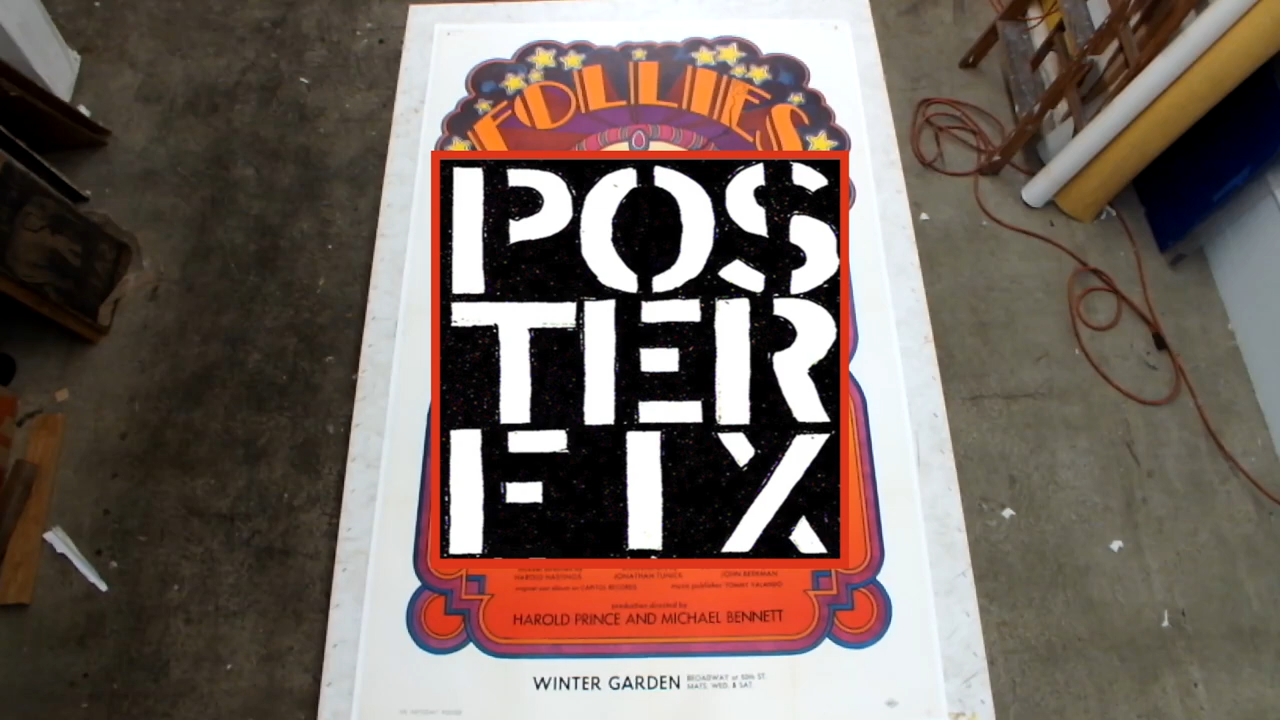 FOLLIES
POS
TER
FIX
HAROLD HASTINGS JONATHAN TUNICK JOHN BERKMAN
original cast album on CAPITOL RECORDS music publisher TOMMY VALANDO
production directed by
HAROLD PRINCE AND MICHAEL BENNETT
WINTER GARDEN
BROADWAY at 50th ST.
MATS. WED. & SAT.